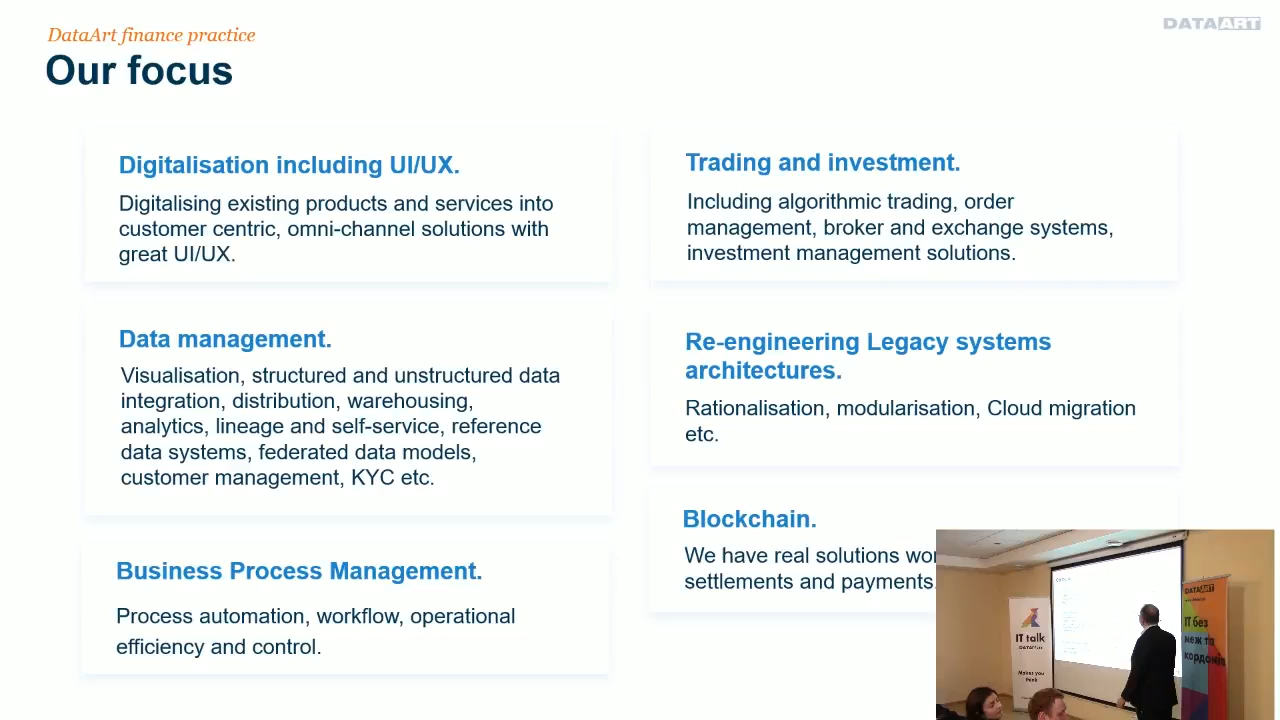 DataArt finance practice
DATAART
Our focus
Digitalisation including UI/UX.
Digitalising existing products and services into
customer centric, omni-channel solutions with
great UI/UX.
Data management.
Visualisation, structured and unstructured data
integration, distribution, warehousing,
analytics, lineage and self-service, reference
data systems, federated data models,
customer management, KYC etc.
Business Process Management.
Process automation, workflow, operational
efficiency and control.
Trading and investment.
Including algorithmic trading, order
management, broker and exchange systems,
investment management solutions.
Re-engineering Legacy systems
architectures.
Rationalisation, modularisation, Cloud migration
etc.
Blockchain.
We have real solutions
settlements and payments.
IT talk
DATAART
Makes you
think
DATAART
IT без
меж та
кордонів